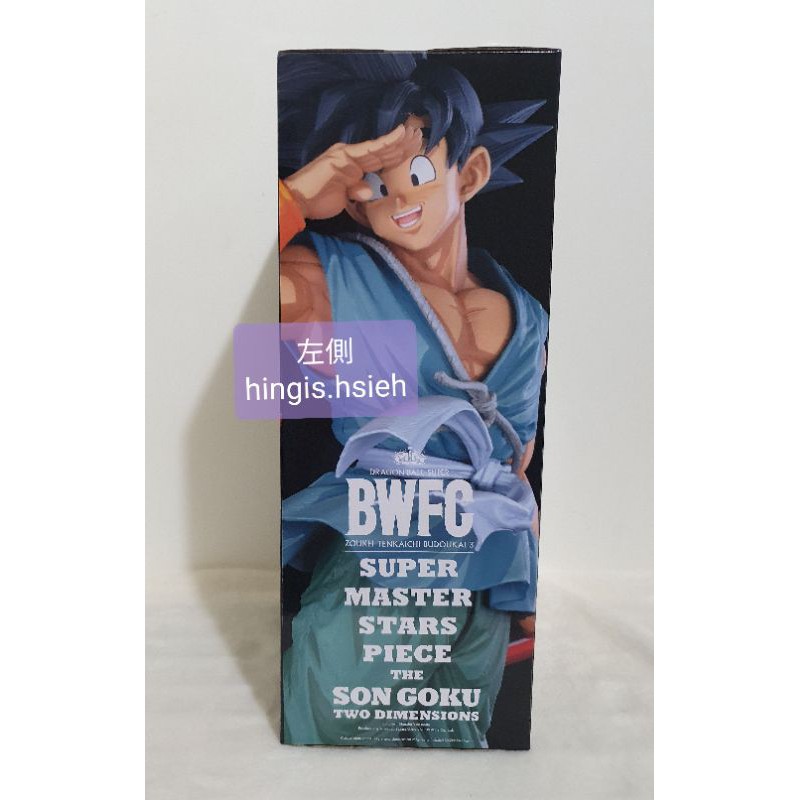 左側
hingis.hsieh
DRAGON BALL SUPER
BWFC
ZOUKEI TENKAICHI BUDOUKAI 3
SUPER
MASTER
STARS
PIECE
THE
SON GOKU
TWO DIMENSIONS